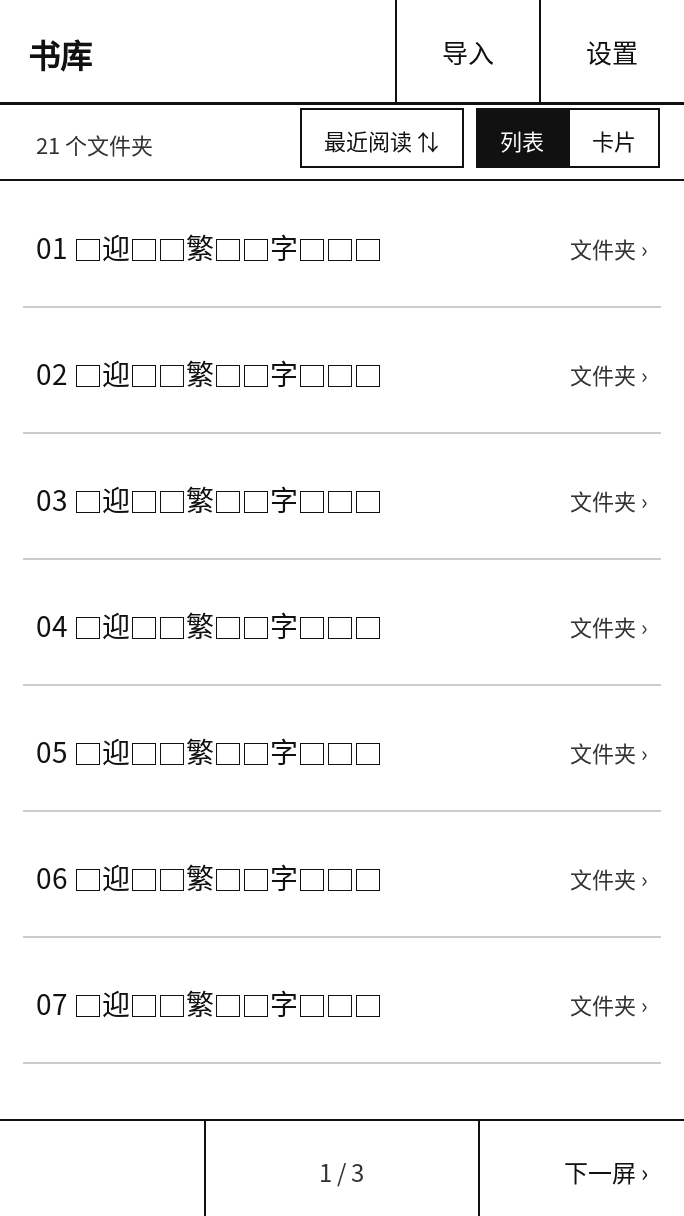 书库
导入
设置
21 个文件夹
最近阅读 ⇅
列表
卡片
01 □迎□□繁□□字□□□
文件夹 ›
02 □迎□□繁□□字□□□
文件夹 ›
03 □迎□□繁□□字□□□
文件夹 ›
04 □迎□□繁□□字□□□
文件夹 ›
05 □迎□□繁□□字□□□
文件夹 ›
06 □迎□□繁□□字□□□
文件夹 ›
07 □迎□□繁□□字□□□
文件夹 ›
1 / 3
下一屏 ›